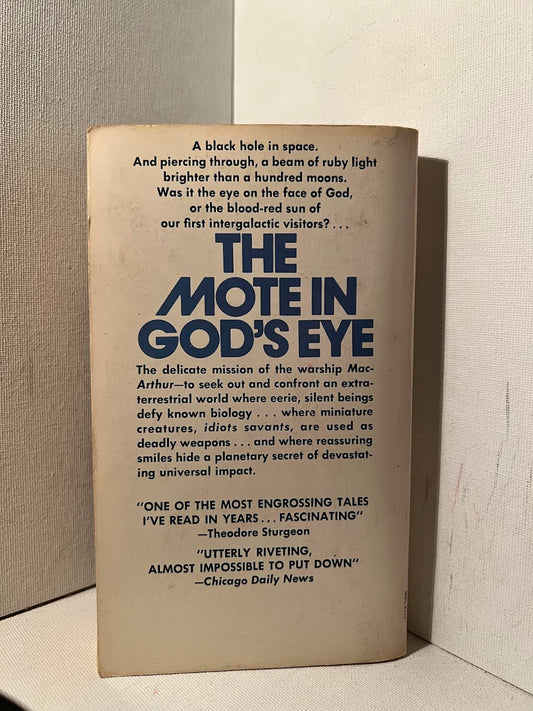 A black hole in space.
And piercing through, a beam of ruby light
brighter than a hundred moons.
Was it the eye on the face of God,
or the blood-red sun of
our first intergalactic visitors? . . .
THE
MOTE IN
GOD'S EYE
The delicate mission of the warship Mac-
Arthur—to seek out and confront an extra-
terrestrial world where eerie, silent beings
defy known biology . . . where miniature
creatures, idiots savants, are used as
deadly weapons . . . and where reassuring
smiles hide a planetary secret of devastat-
ing universal impact.
"ONE OF THE MOST ENGROSSING TALES
I'VE READ IN YEARS . . . FASCINATING"
—Theodore Sturgeon
"UTTERLY RIVETING,
ALMOST IMPOSSIBLE TO PUT DOWN"
—Chicago Daily News